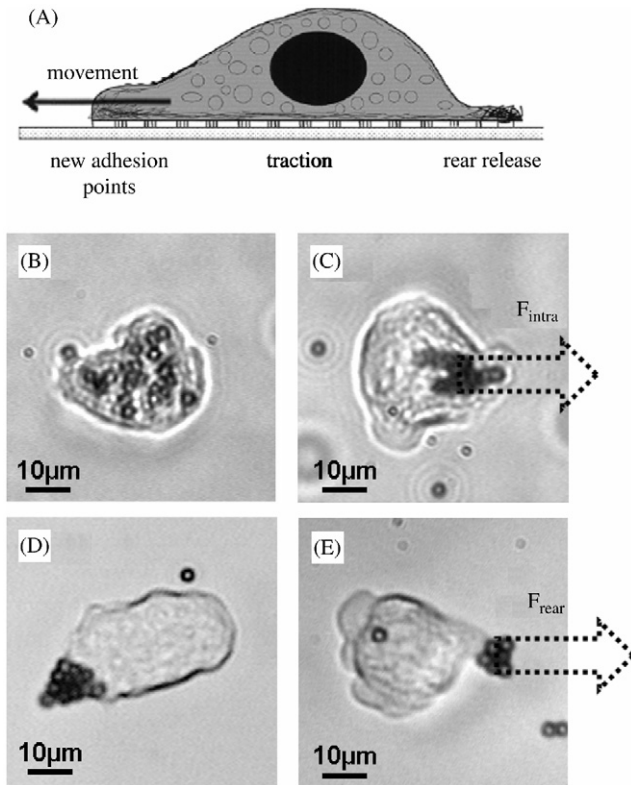 (A)
movement
new adhesion points
traction
rear release
(B)
10µm
(C)
F_intra
10µm
(D)
10µm
(E)
F_rear
10µm